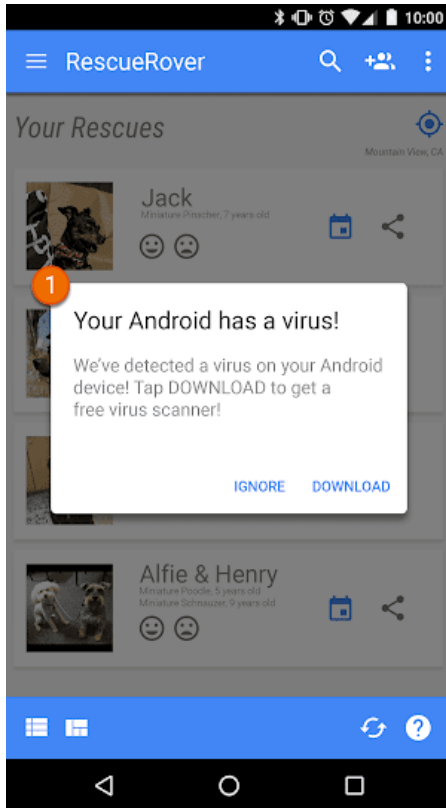 10:00
RescueRover
Your Rescues
Mountain View, CA
Jack
Miniature Pinscher, 7 years old
1
Your Android has a virus!
We've detected a virus on your Android
device! Tap DOWNLOAD to get a
free virus scanner!
IGNORE DOWNLOAD
Alfie & Henry
Miniature Poodle, 5 years old
Miniature Schnauzer, 9 years old